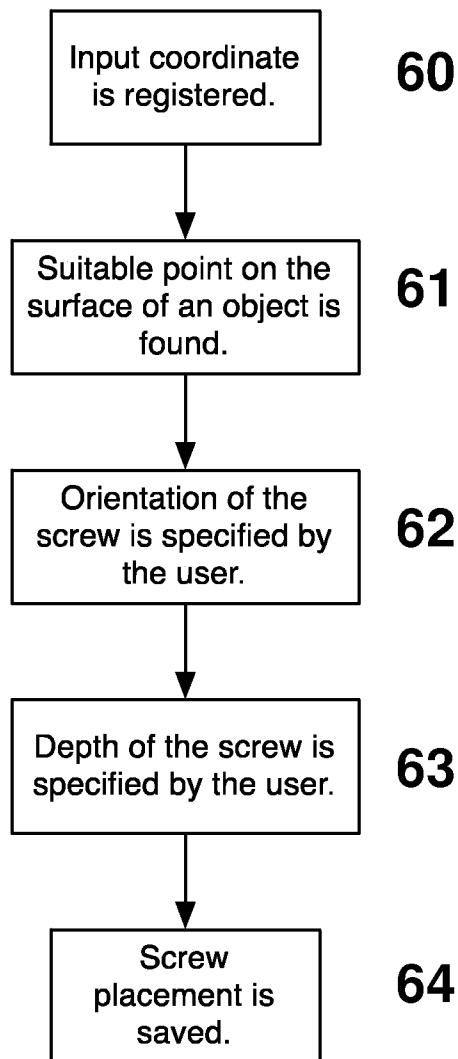 Input coordinate
is registered.
60
Suitable point on the
surface of an object is
found.
61
Orientation of the
screw is specified by
the user.
62
Depth of the screw is
specified by the user.
63
Screw
placement is
saved.
64